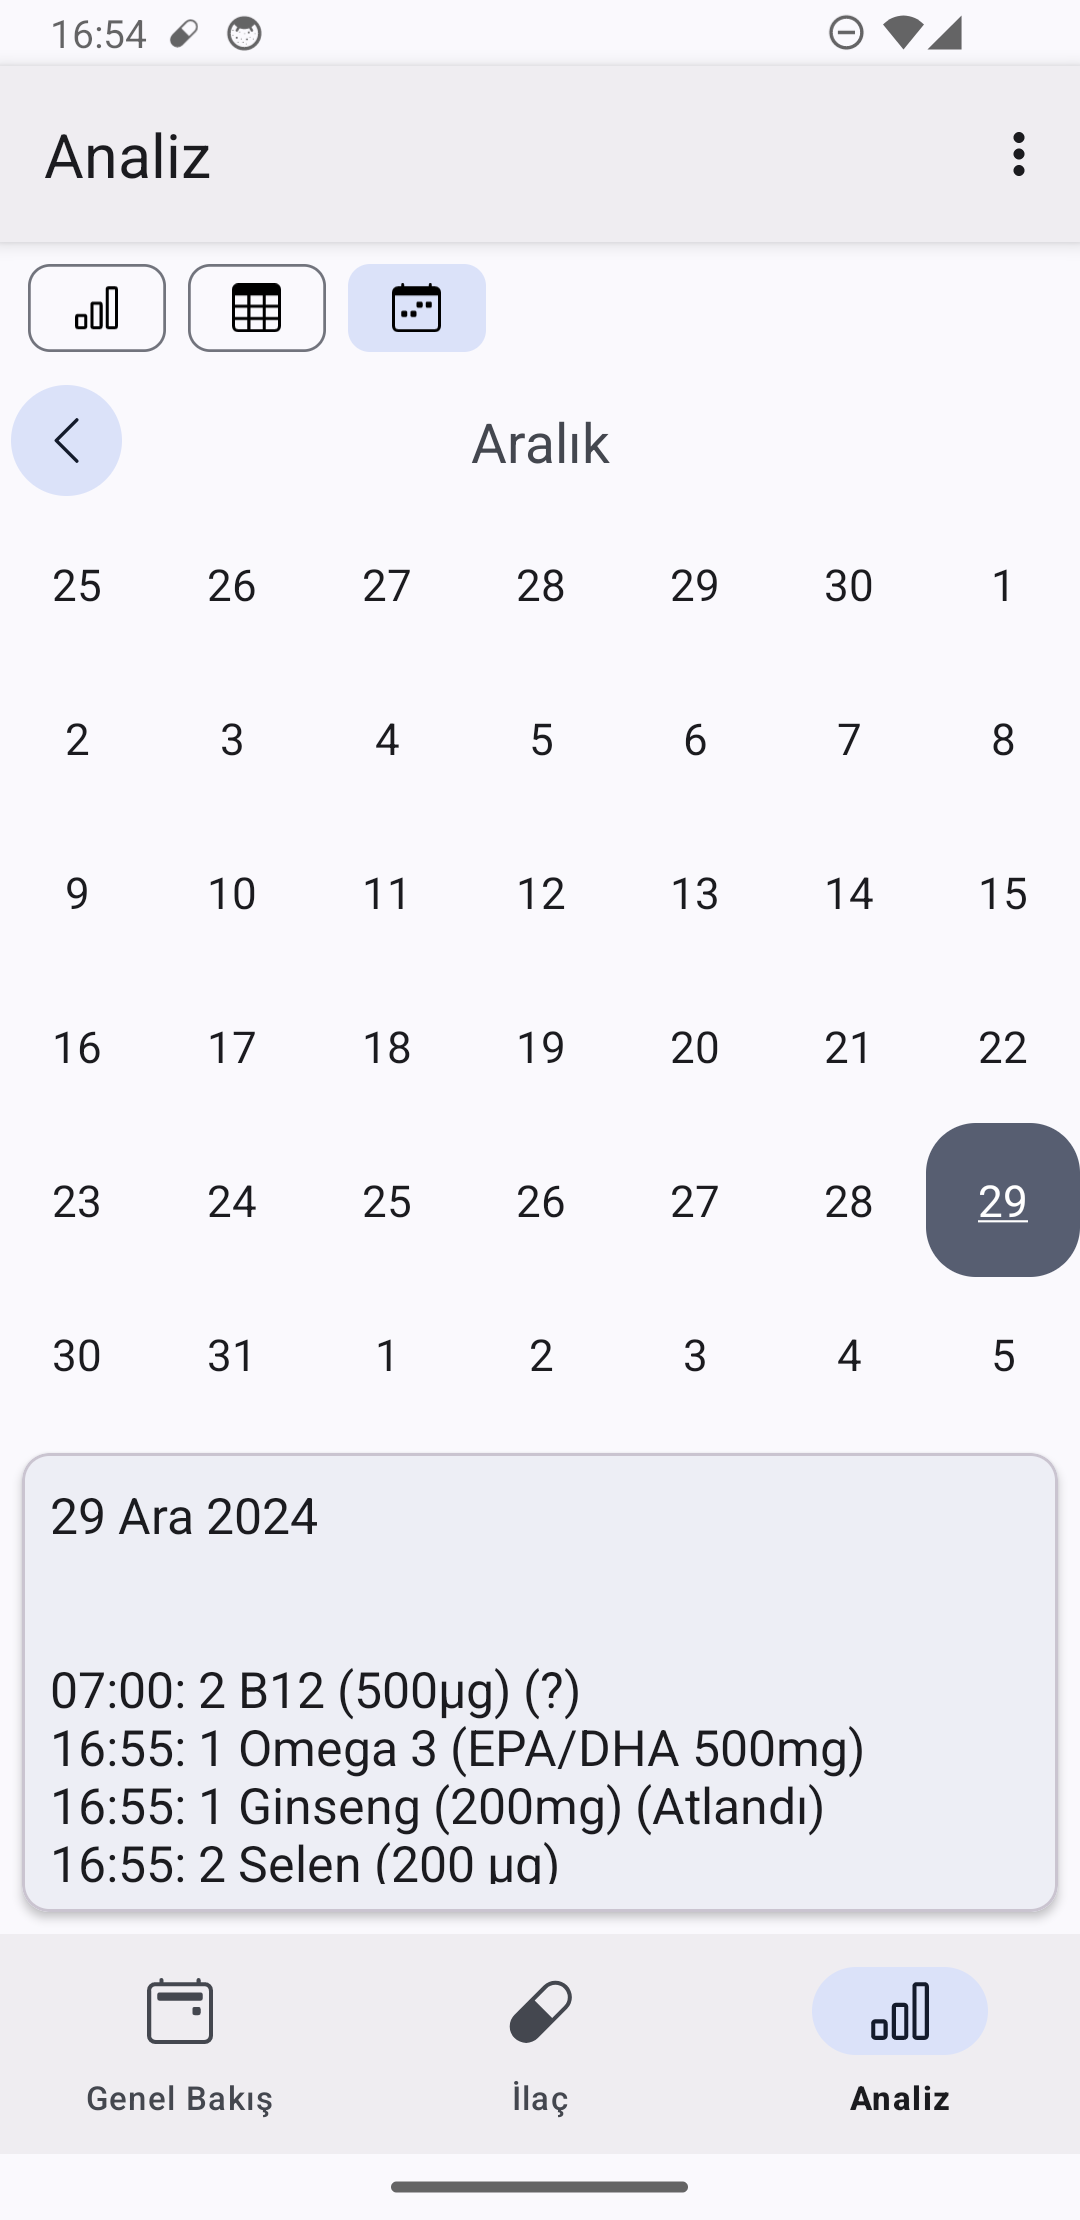 16:54
Analiz
Aralık
25 26 27 28 29 30 1
2 3 4 5 6 7 8
9 10 11 12 13 14 15
16 17 18 19 20 21 22
23 24 25 26 27 28 29
30 31 1 2 3 4 5
29 Ara 2024
07:00: 2 B12 (500µg) (?)
16:55: 1 Omega 3 (EPA/DHA 500mg)
16:55: 1 Ginseng (200mg) (Atlandı)
16:55: 2 Selen (200 µg)
Genel Bakış İlaç Analiz